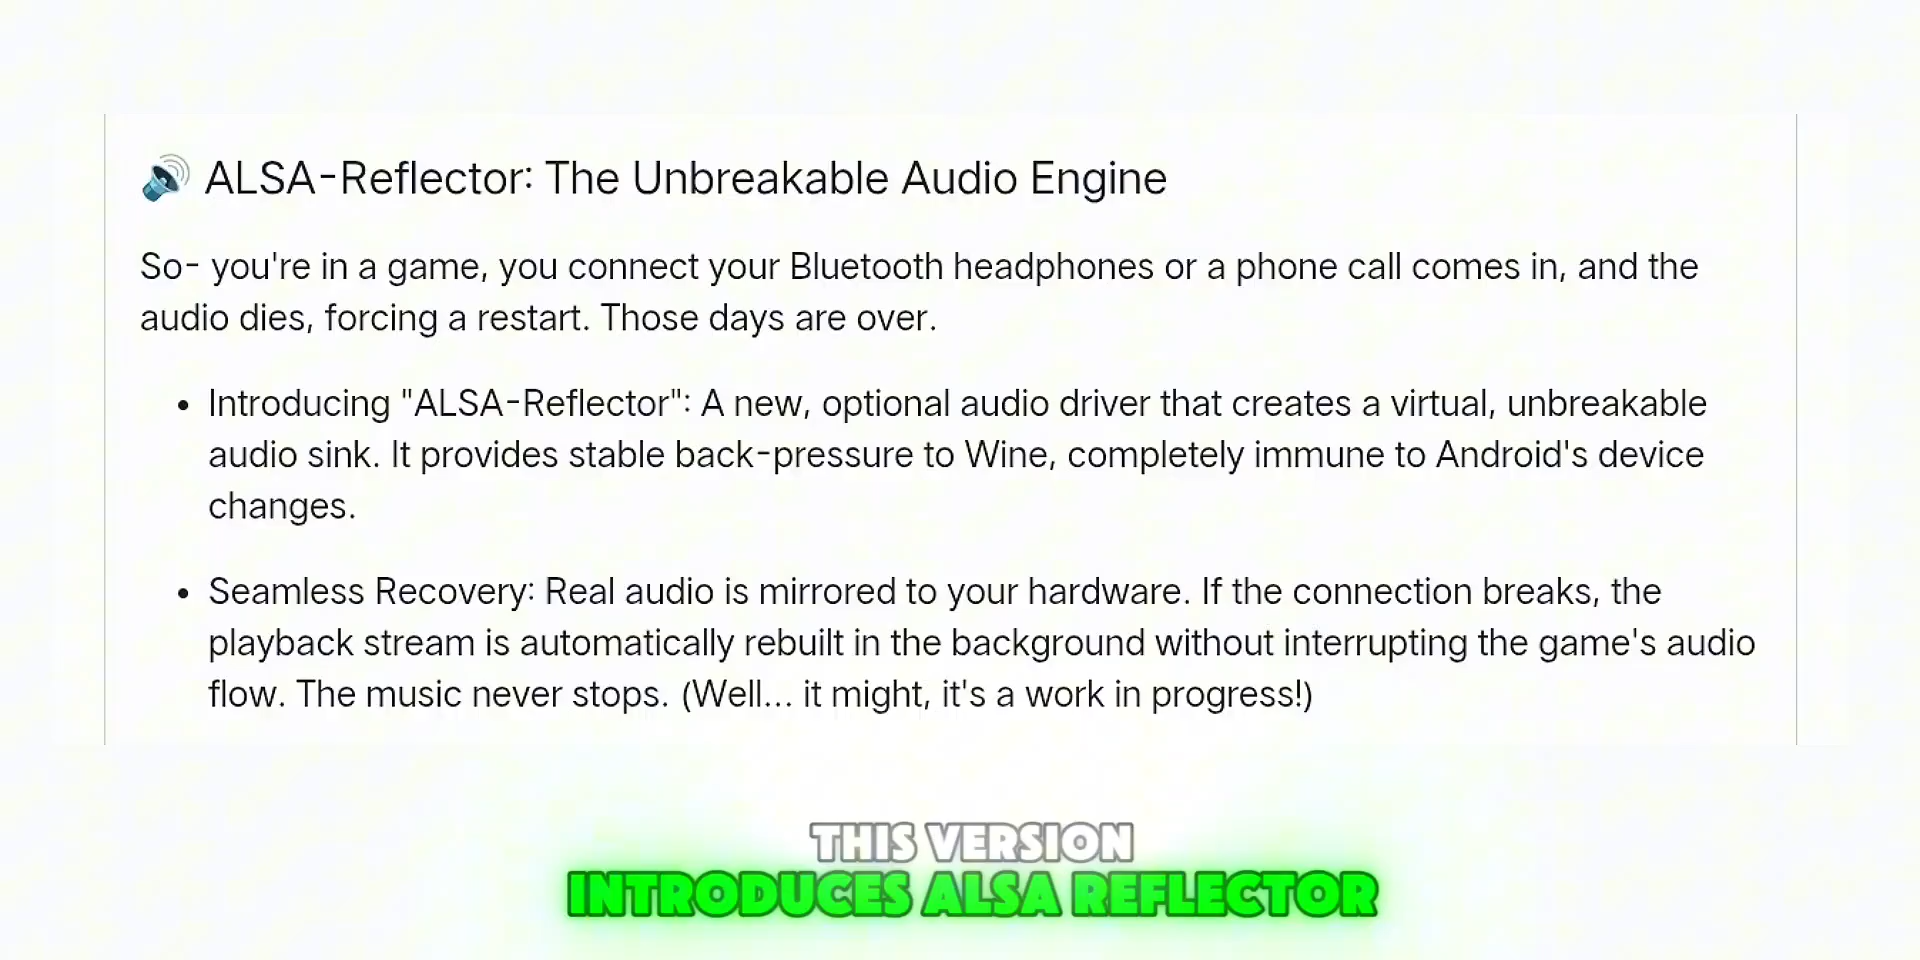 🔊 ALSA-Reflector: The Unbreakable Audio Engine
So- you're in a game, you connect your Bluetooth headphones or a phone call comes in, and the
audio dies, forcing a restart. Those days are over.
• Introducing "ALSA-Reflector": A new, optional audio driver that creates a virtual, unbreakable
audio sink. It provides stable back-pressure to Wine, completely immune to Android's device
changes.
• Seamless Recovery: Real audio is mirrored to your hardware. If the connection breaks, the
playback stream is automatically rebuilt in the background without interrupting the game's audio
flow. The music never stops. (Well... it might, it's a work in progress!)
THIS VERSION
INTRODUCES ALSA REFLECTOR